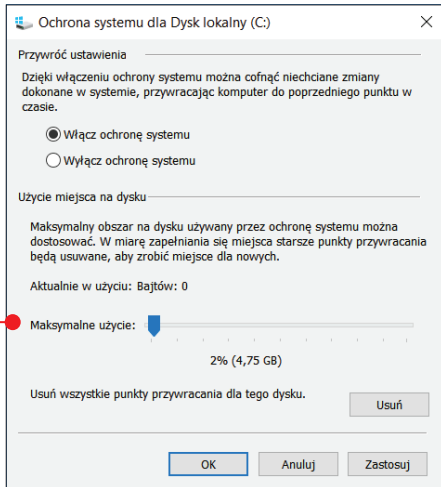 Ochrona systemu dla Dysk lokalny (C:)
Przywróć ustawienia
Dzięki włączeniu ochrony systemu można cofnąć niechciane zmiany
dokonane w systemie, przywracając komputer do poprzedniego punktu w
czasie.
Włącz ochronę systemu
Wyłącz ochronę systemu
Użycie miejsca na dysku
Maksymalny obszar na dysku używany przez ochronę systemu można
dostosować. W miarę zapełniania się miejsca starsze punkty przywracania
będą usuwane, aby zrobić miejsce dla nowych.
Aktualnie w użyciu: Bajtów: 0
Maksymalne użycie:
2% (4,75 GB)
Usuń wszystkie punkty przywracania dla tego dysku.
Usuń
OK Anuluj Zastosuj